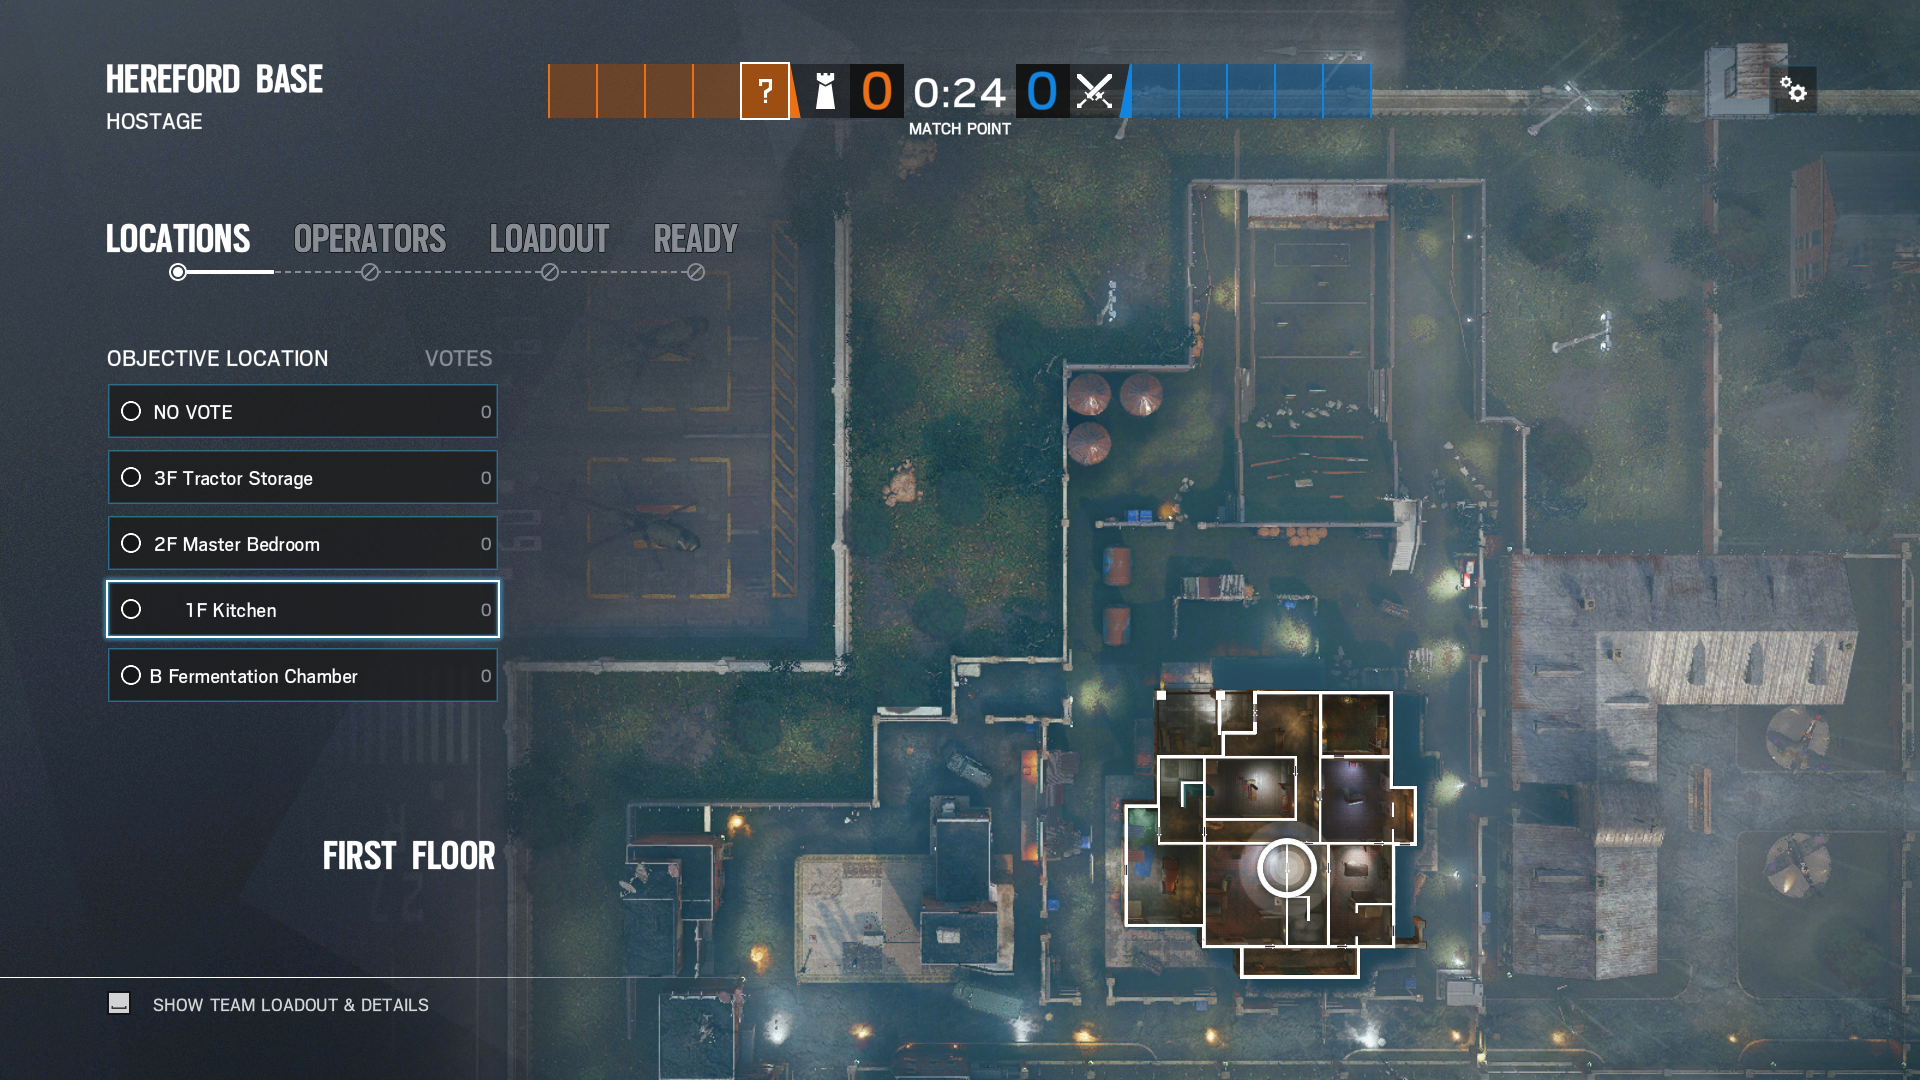 HEREFORD BASE
HOSTAGE
? 0 0:24 0
MATCH POINT
LOCATIONS OPERATORS LOADOUT READY
OBJECTIVE LOCATION VOTES
NO VOTE 0
3F Tractor Storage 0
2F Master Bedroom 0
1F Kitchen 0
B Fermentation Chamber 0
FIRST FLOOR
SHOW TEAM LOADOUT & DETAILS